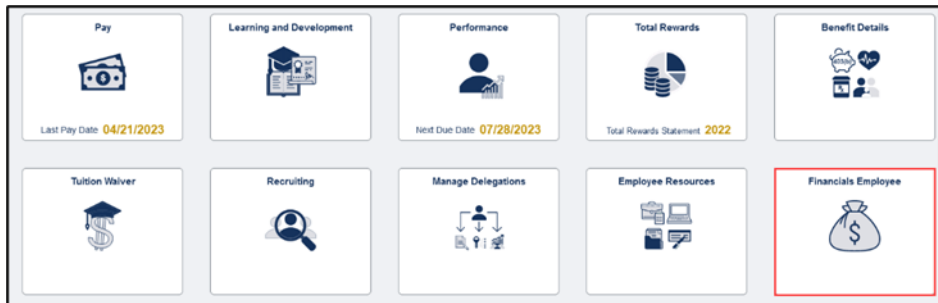 Pay
Learning and Development
Performance
Total Rewards
Benefit Details
403(b)
Last Pay Date 04/21/2023
Next Due Date 07/28/2023
Total Rewards Statement 2022
Tuition Waiver
Recruiting
Manage Delegations
Employee Resources
Financials Employee
$
$